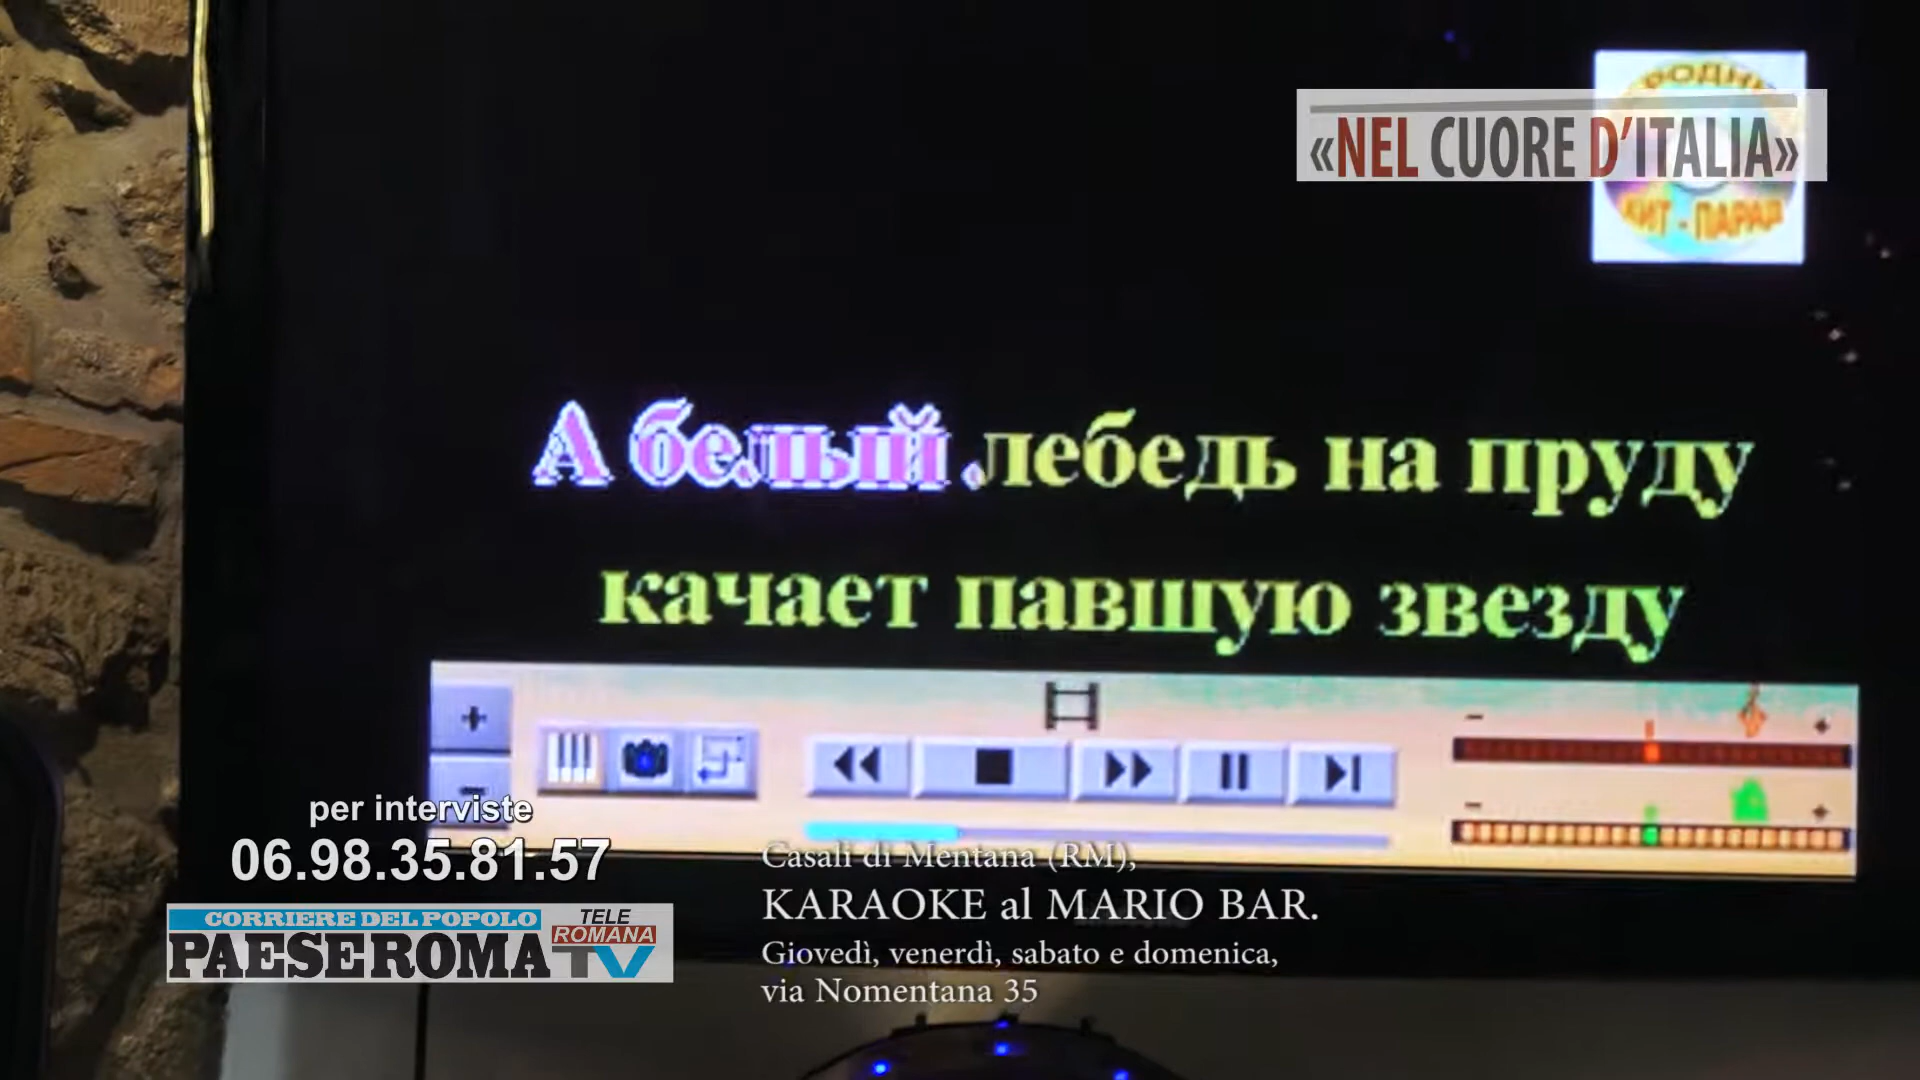 «NEL CUORE D'ITALIA»
ХИТ - ПАРАД
А белый лебедь на пруду
качает павшую звезду
per interviste
06.98.35.81.57
CORRIERE DEL POPOLO
PAESEROMA
TELE
ROMANA
TV
Casali di Mentana (RM),
KARAOKE al MARIO BAR.
Giovedì, venerdì, sabato e domenica,
via Nomentana 35